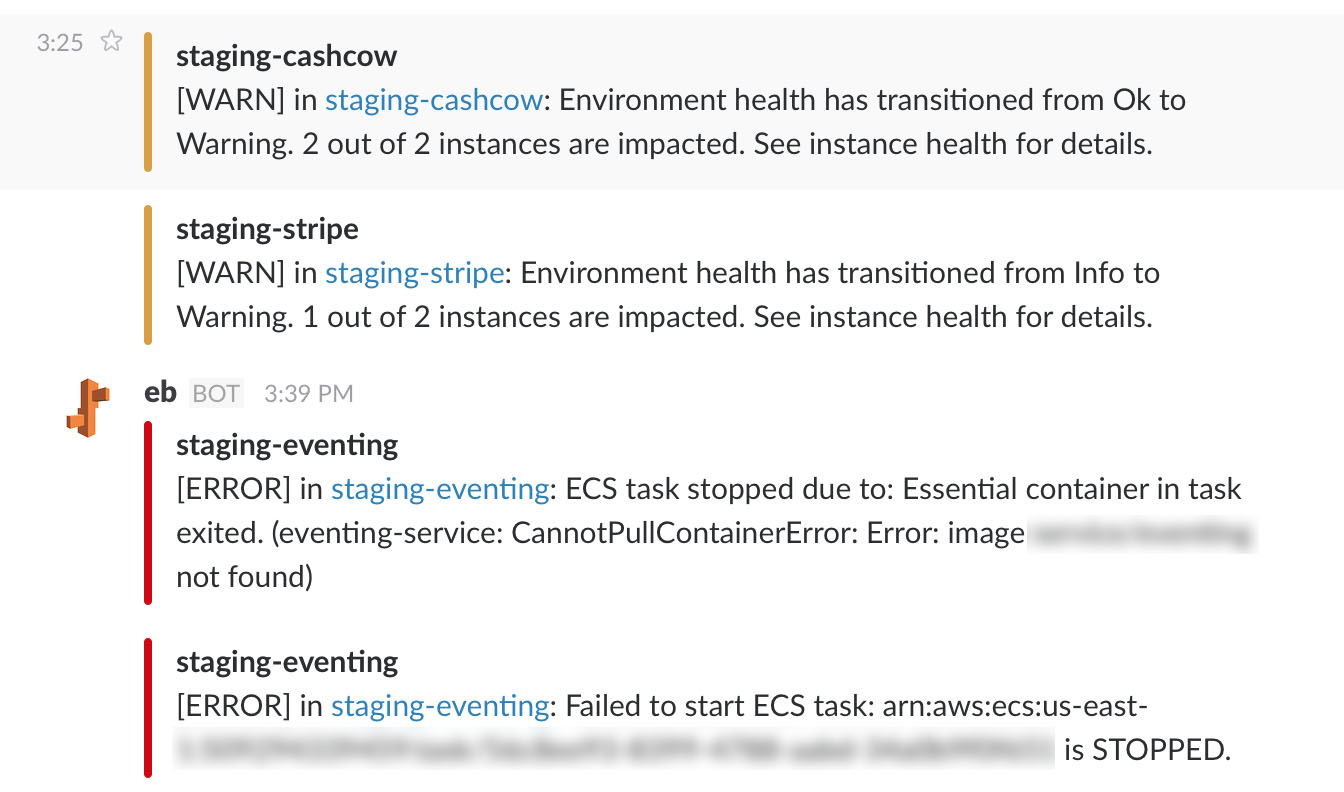 3:25
staging-cashcow
[WARN] in staging-cashcow: Environment health has transitioned from Ok to
Warning. 2 out of 2 instances are impacted. See instance health for details.
staging-stripe
[WARN] in staging-stripe: Environment health has transitioned from Info to
Warning. 1 out of 2 instances are impacted. See instance health for details.
eb BOT 3:39 PM
staging-eventing
[ERROR] in staging-eventing: ECS task stopped due to: Essential container in task
exited. (eventing-service: CannotPullContainerError: Error: image
not found)
staging-eventing
[ERROR] in staging-eventing: Failed to start ECS task: arn:aws:ecs:us-east-
is STOPPED.